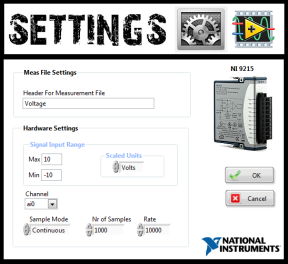 SETTINGS
Meas File Settings
NI 9215
Header For Measurement File
Voltage
Hardware Settings
Signal Input Range
Max 10
Scaled Units
Volts
Min -10
OK
Channel
ai0
Cancel
Sample Mode Nr of Samples Rate
Continuous 1000 10000
NATIONAL
INSTRUMENTS